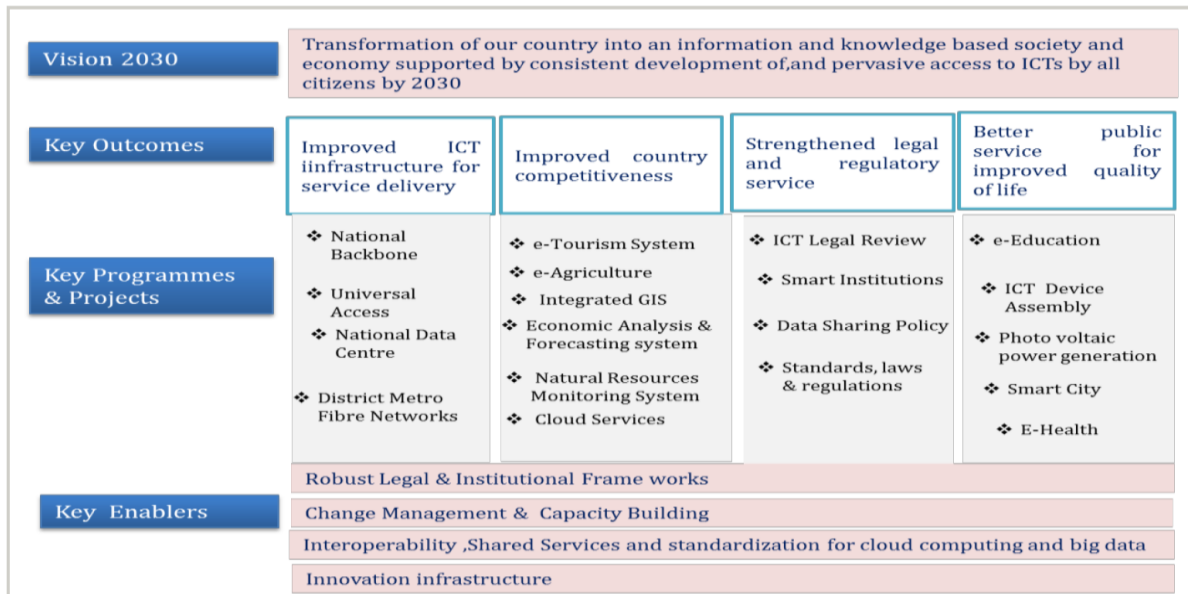 Vision 2030
Transformation of our country into an information and knowledge based society and
economy supported by consistent development of,and pervasive access to ICTs by all
citizens by 2030
Key Outcomes
Improved ICT
iinfrastructure for
service delivery
Improved country
competitiveness
Strengthened legal
and regulatory
service
Better public
service for
improved quality
of life
Key Programmes
& Projects
❖ National
Backbone
❖ Universal
Access
❖ National Data
Centre
❖ District Metro
Fibre Networks
❖ e-Tourism System
❖ e-Agriculture
❖ Integrated GIS
❖ Economic Analysis &
Forecasting system
❖ Natural Resources
Monitoring System
❖ Cloud Services
❖ ICT Legal Review
❖ Smart Institutions
❖ Data Sharing Policy
❖ Standards, laws
& regulations
❖ e-Education
❖ ICT Device
Assembly
❖ Photo voltaic
power generation
❖ Smart City
❖ E-Health
Key Enablers
Robust Legal & Institutional Frame works
Change Management & Capacity Building
Interoperability ,Shared Services and standardization for cloud computing and big data
Innovation infrastructure